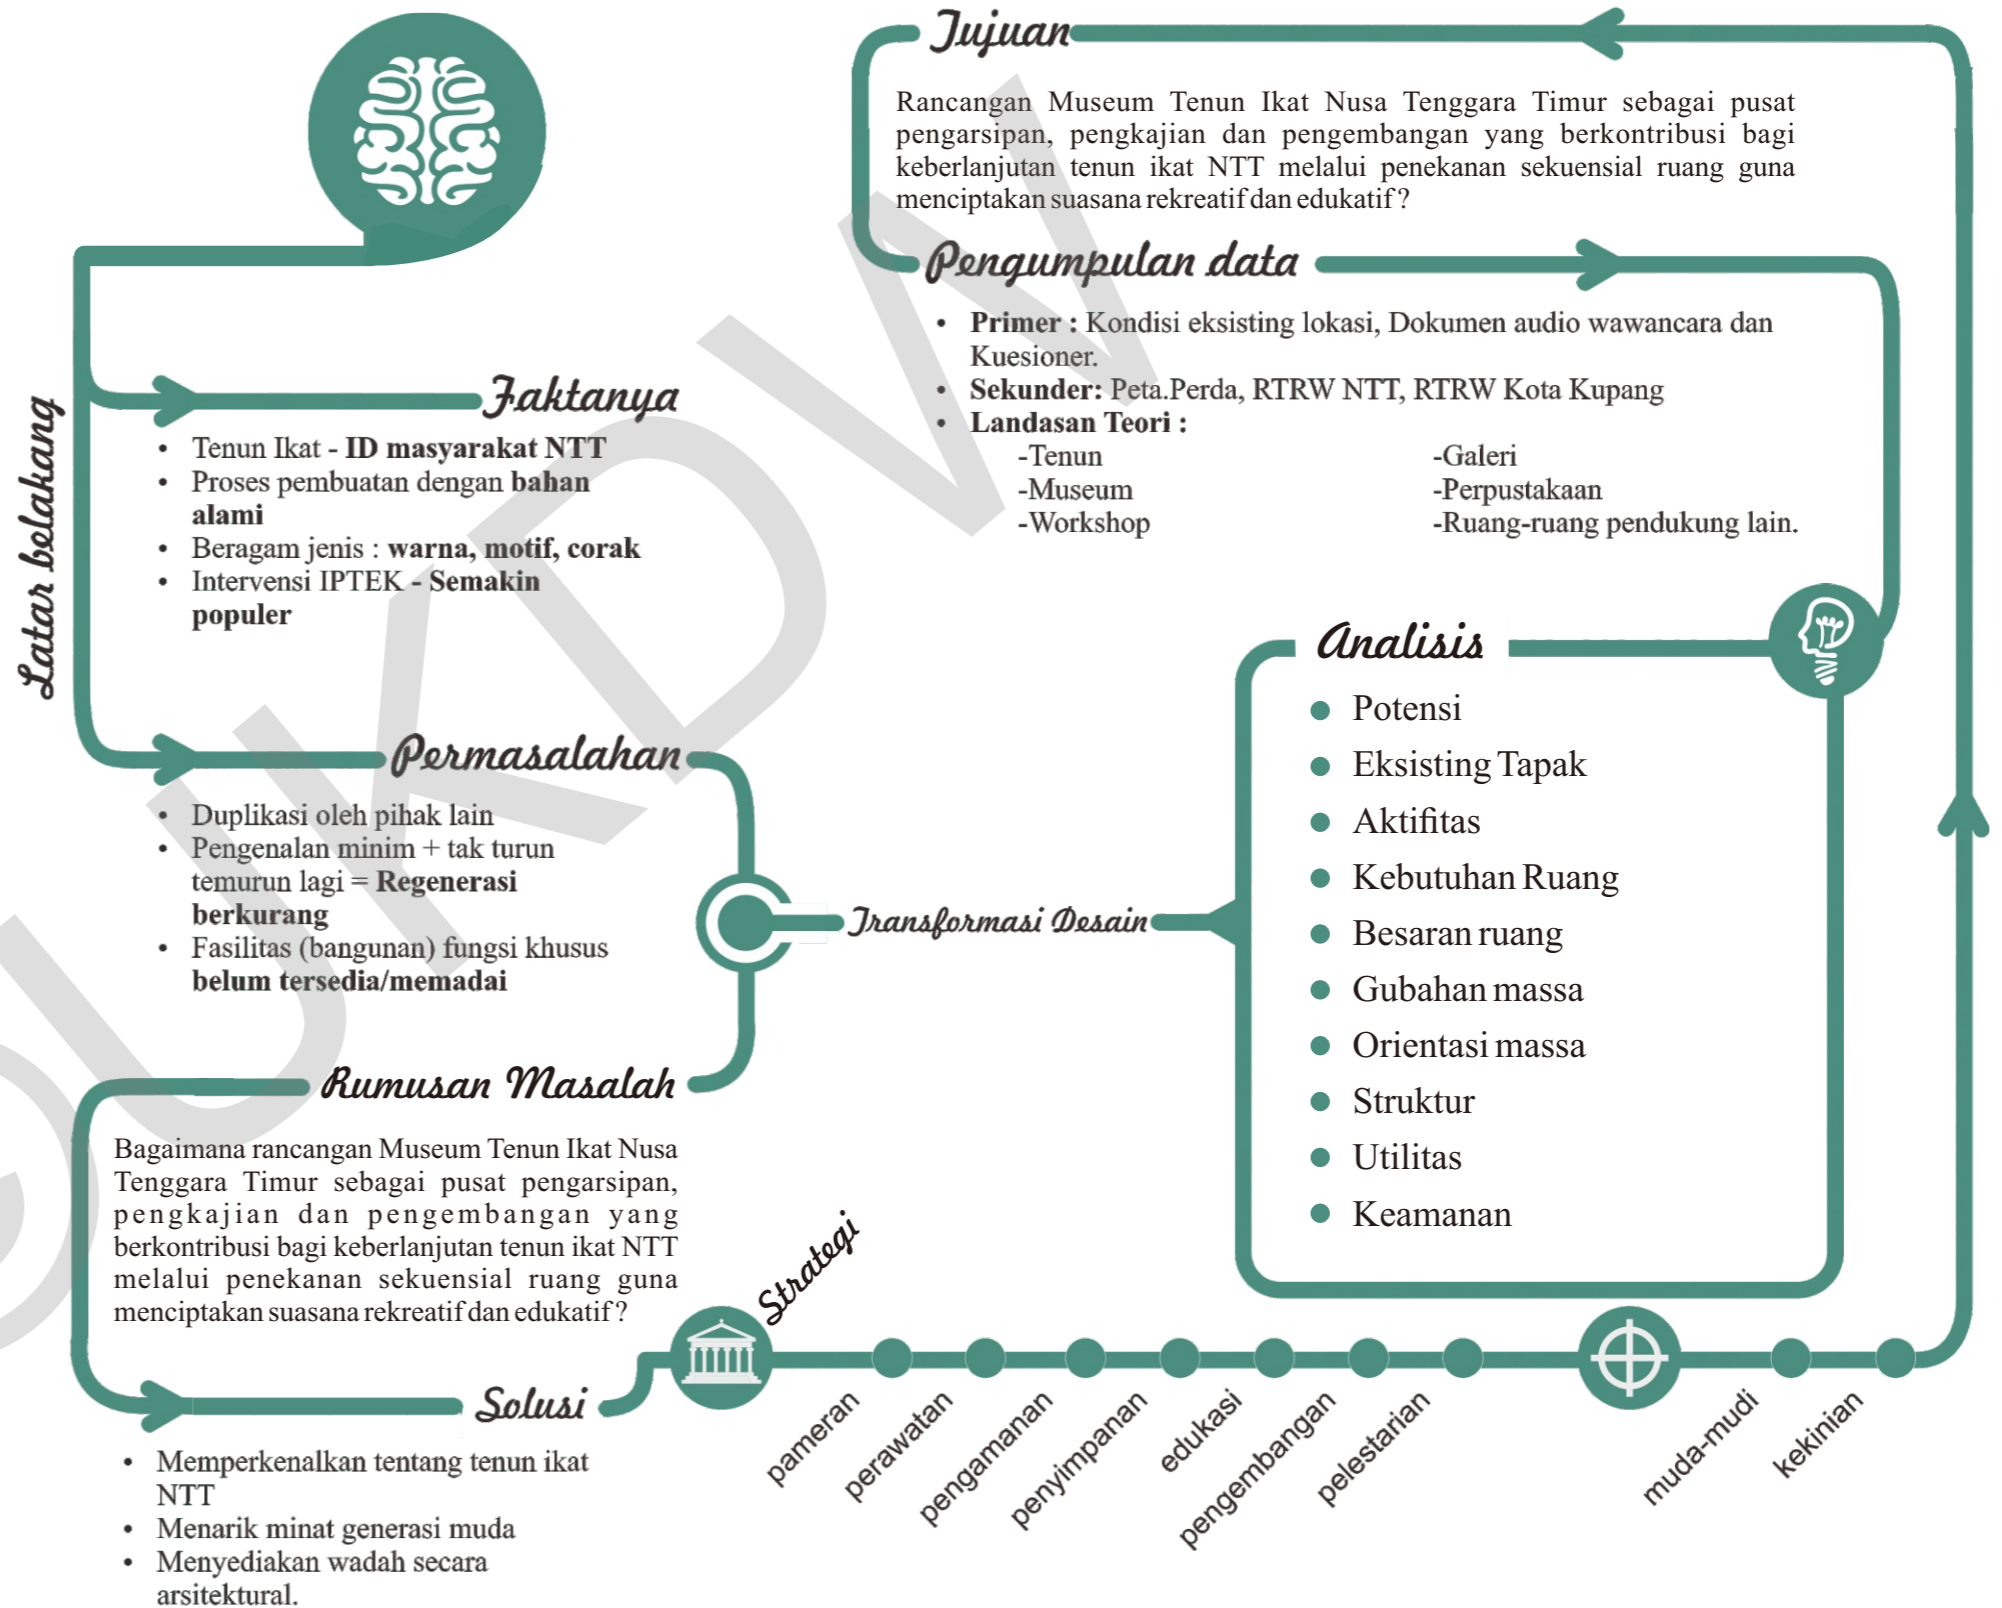 Latar belakang
Faktanya
• Tenun Ikat - ID masyarakat NTT
• Proses pembuatan dengan bahan
alami
• Beragam jenis : warna, motif, corak
• Intervensi IPTEK - Semakin
populer
Permasalahan
• Duplikasi oleh pihak lain
• Pengenalan minim + tak turun
temurun lagi = Regenerasi
berkurang
• Fasilitas (bangunan) fungsi khusus
belum tersedia/memadai
Rumusan Masalah
Bagaimana rancangan Museum Tenun Ikat Nusa
Tenggara Timur sebagai pusat pengarsipan,
pengkajian dan pengembangan yang
berkontribusi bagi keberlanjutan tenun ikat NTT
melalui penekanan sekuensial ruang guna
menciptakan suasana rekreatif dan edukatif ?
Solusi
• Memperkenalkan tentang tenun ikat
NTT
• Menarik minat generasi muda
• Menyediakan wadah secara
arsitektural.
Strategi
pameran
perawatan
pengamanan
penyimpanan
edukasi
pengembangan
pelestarian
muda-mudi
kekinian
Tujuan
Rancangan Museum Tenun Ikat Nusa Tenggara Timur sebagai pusat
pengarsipan, pengkajian dan pengembangan yang berkontribusi bagi
keberlanjutan tenun ikat NTT melalui penekanan sekuensial ruang guna
menciptakan suasana rekreatif dan edukatif ?
Pengumpulan data
• Primer : Kondisi eksisting lokasi, Dokumen audio wawancara dan
Kuesioner.
• Sekunder: Peta.Perda, RTRW NTT, RTRW Kota Kupang
• Landasan Teori :
-Tenun
-Museum
-Workshop
-Galeri
-Perpustakaan
-Ruang-ruang pendukung lain.
Transformasi Desain
Analisis
Potensi
Eksisting Tapak
Aktifitas
Kebutuhan Ruang
Besaran ruang
Gubahan massa
Orientasi massa
Struktur
Utilitas
Keamanan
©UKDW